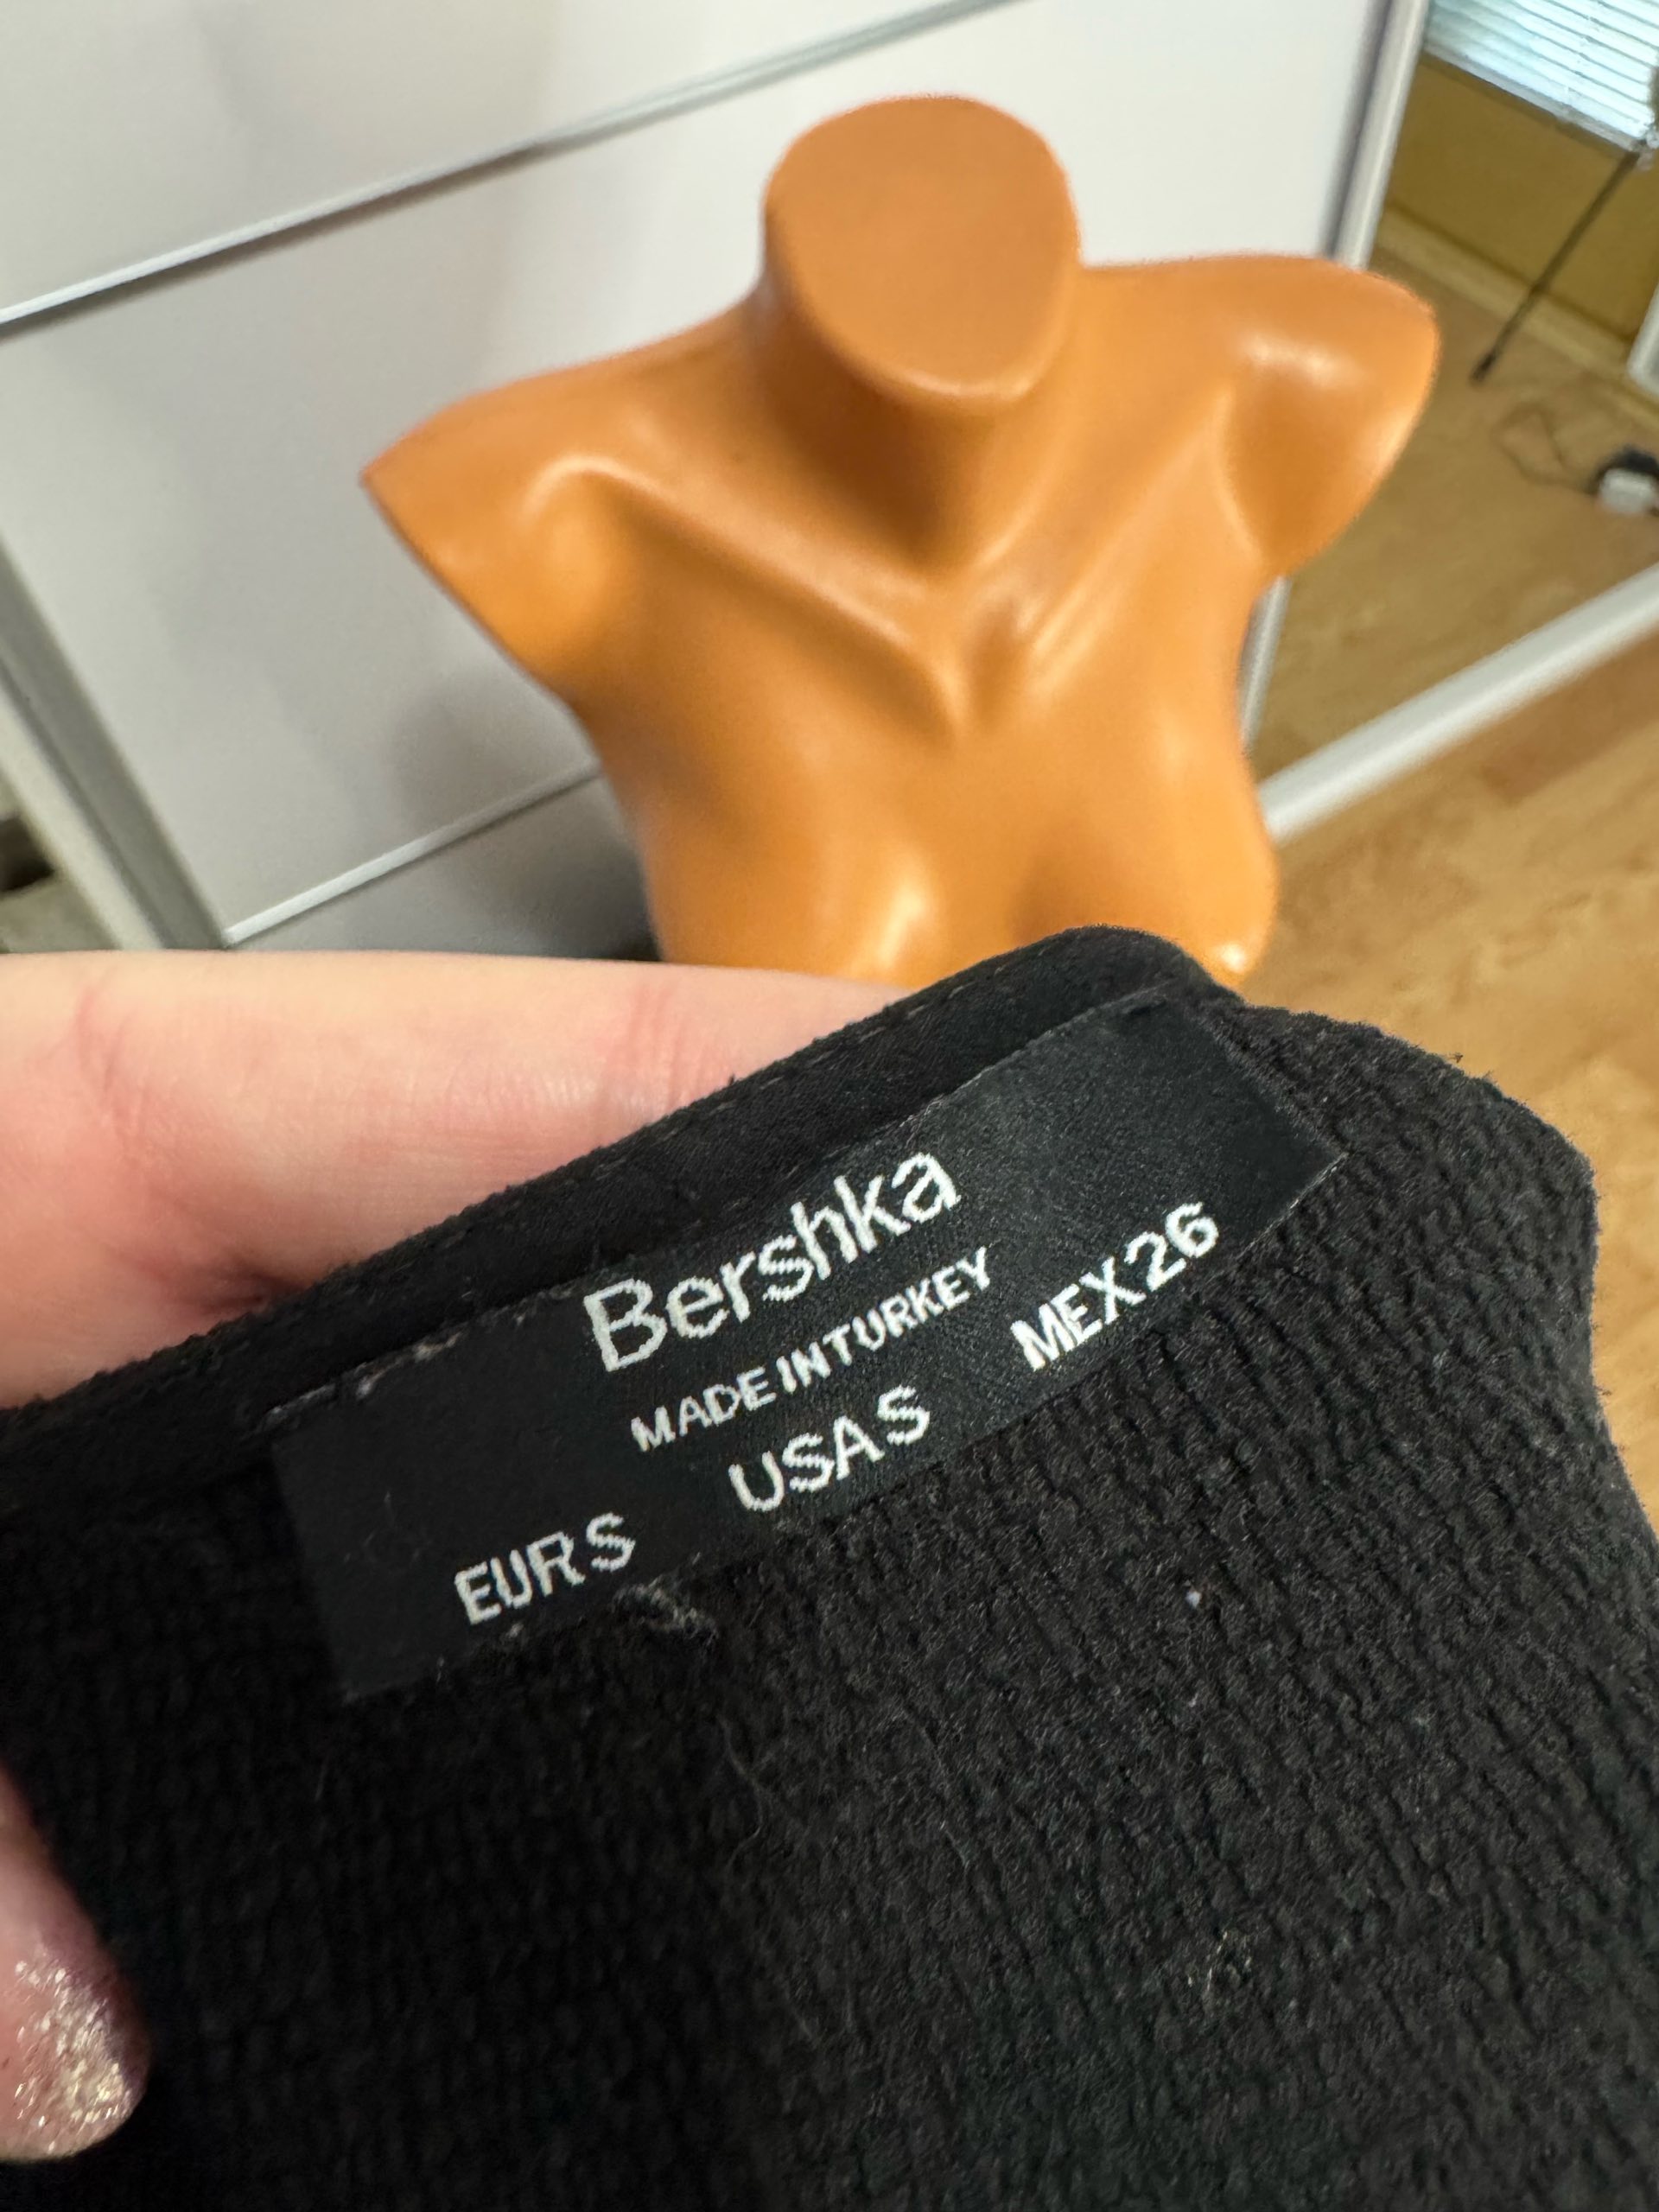 Bershka
MADE IN TURKEY
EUR S USA S MEX 26